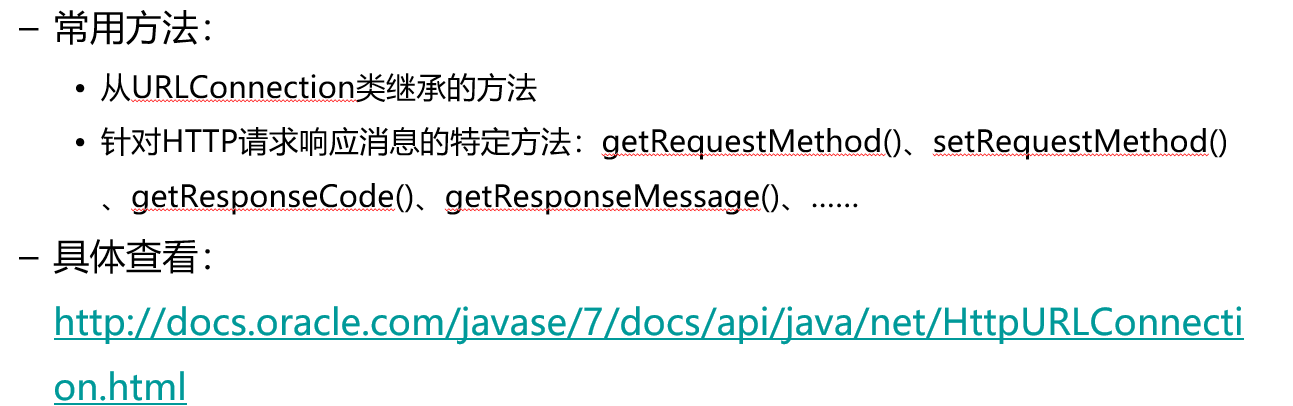 – 常用方法：
• 从URLConnection类继承的方法
• 针对HTTP请求响应消息的特定方法：getRequestMethod()、setRequestMethod()
、getResponseCode()、getResponseMessage()、……
– 具体查看：
http://docs.oracle.com/javase/7/docs/api/java/net/HttpURLConnecti
on.html